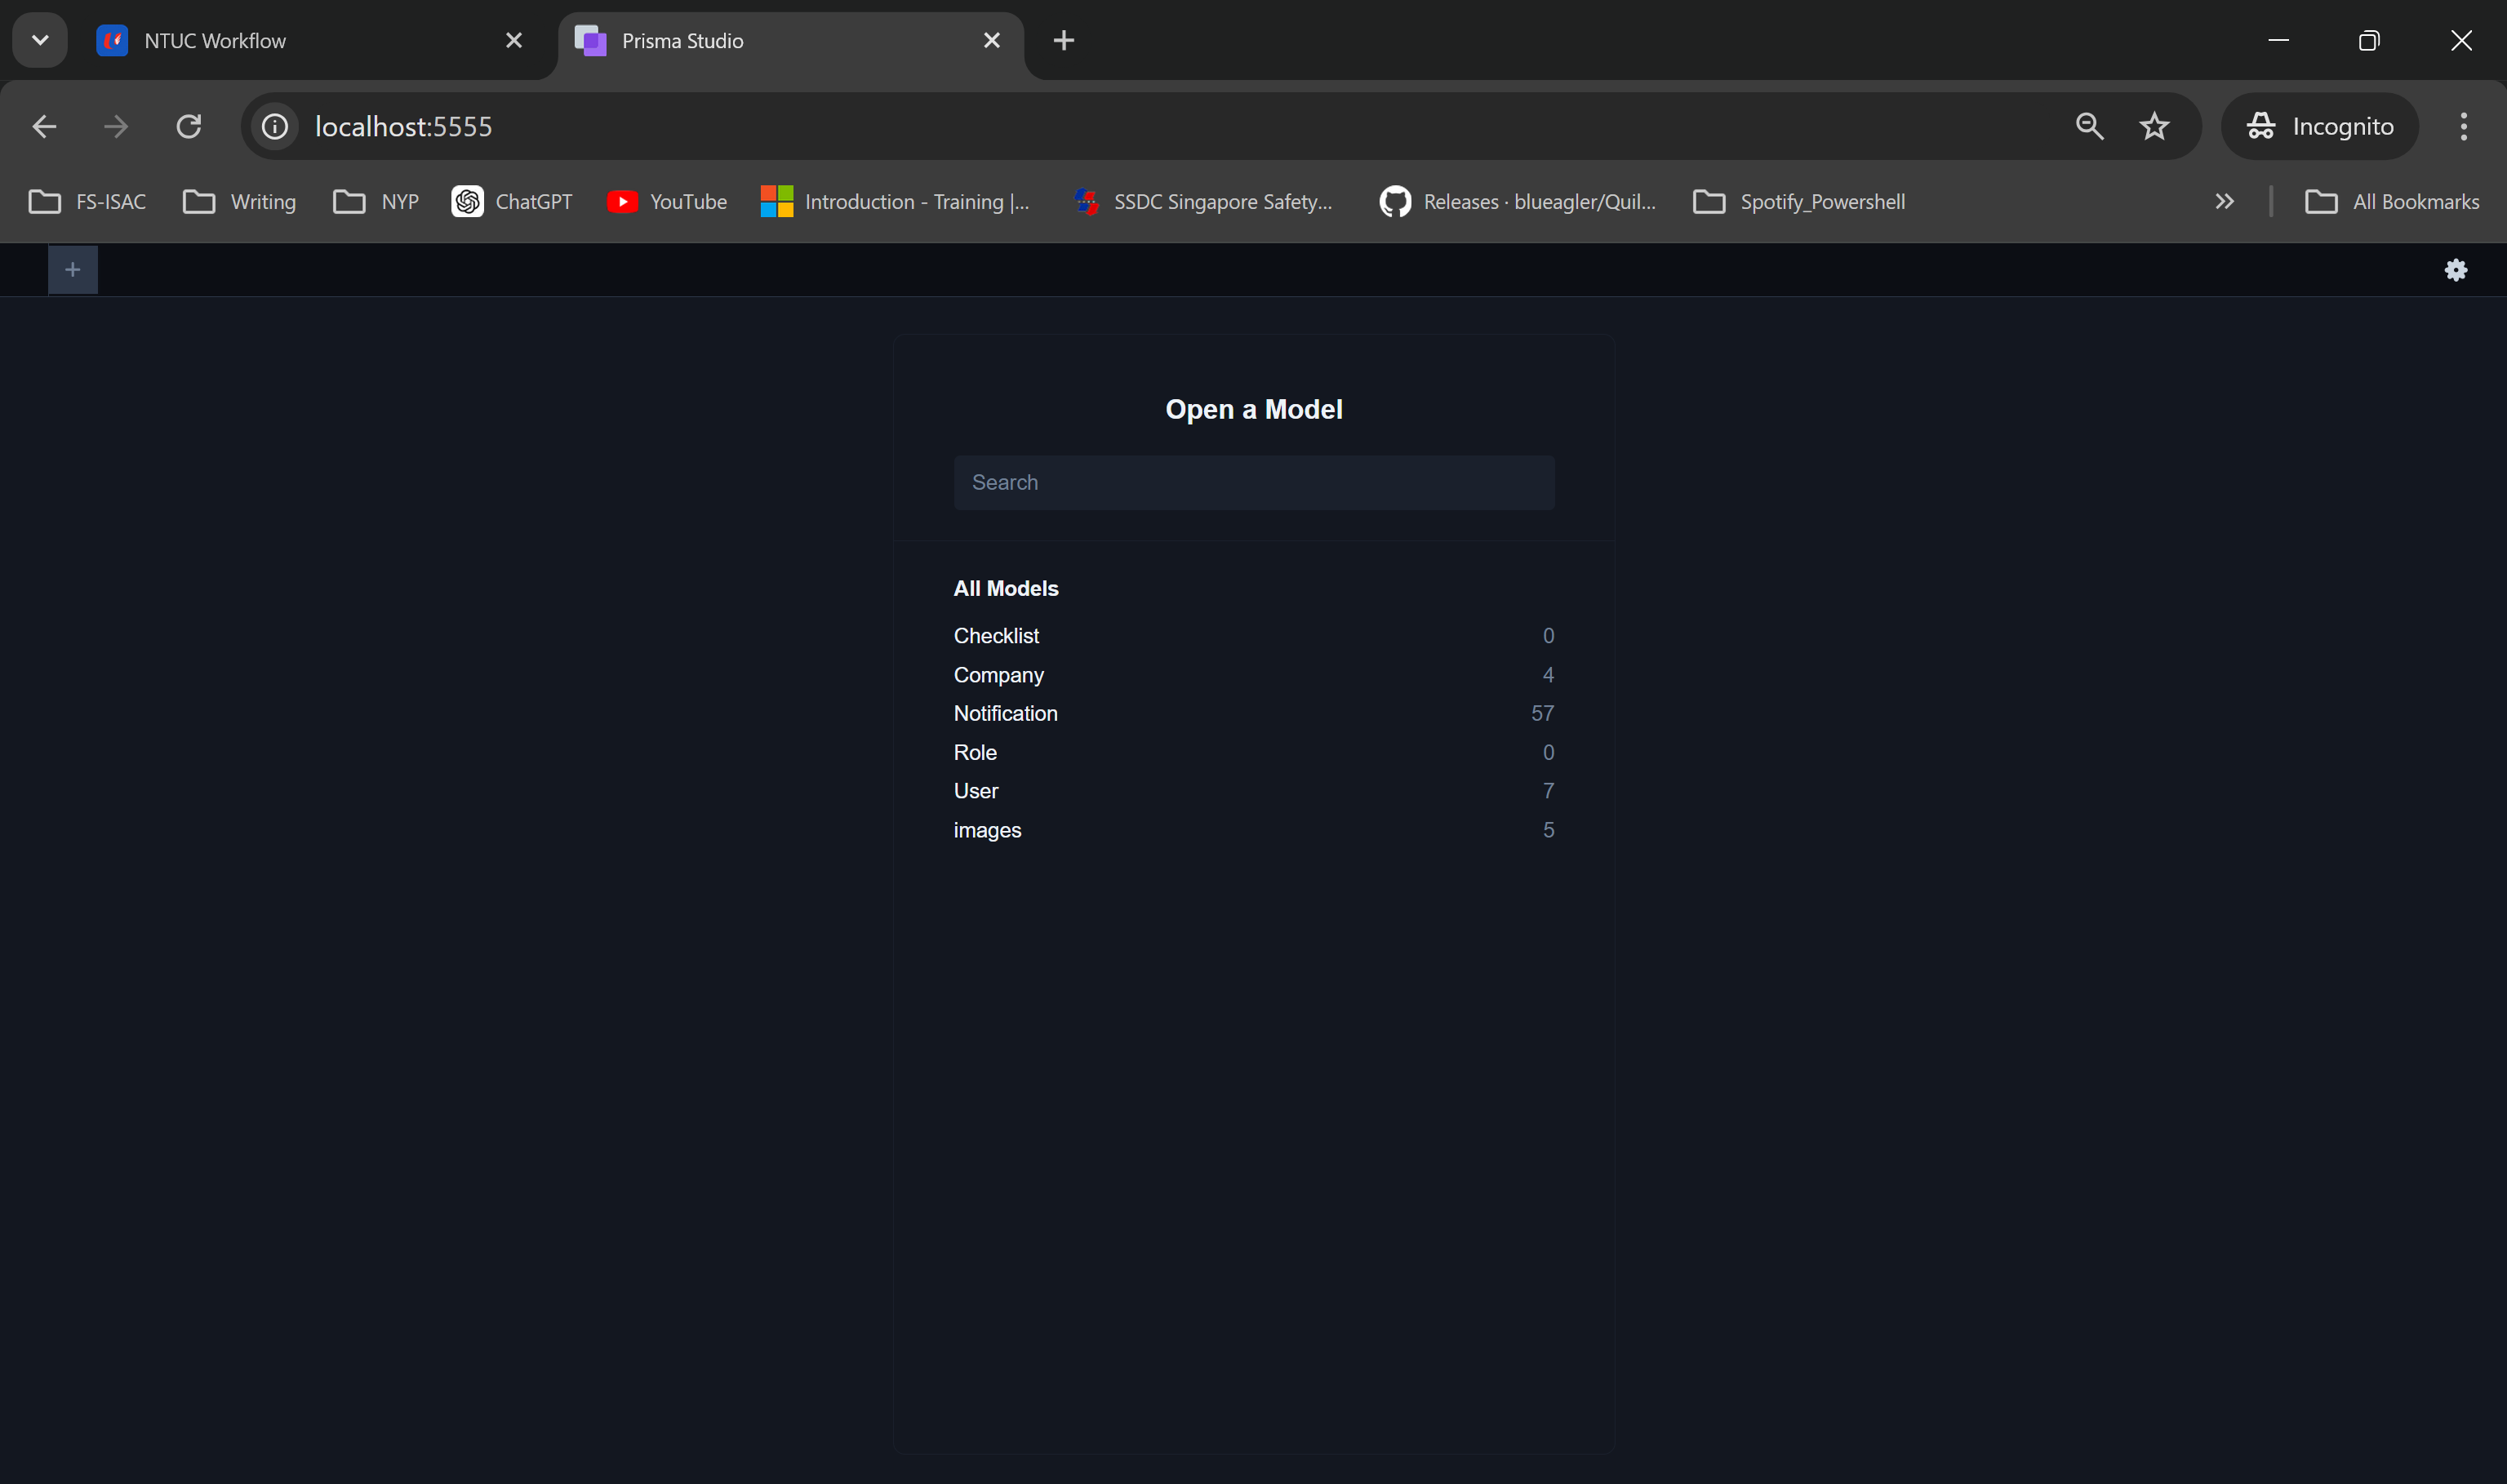 NTUC Workflow
Prisma Studio
localhost:5555
Incognito
FS-ISAC
Writing
NYP
ChatGPT
YouTube
Introduction - Training |...
SSDC Singapore Safety...
Releases · blueagler/Quil...
Spotify_Powershell
All Bookmarks
Open a Model
Search
All Models
Checklist 0
Company 4
Notification 57
Role 0
User 7
images 5